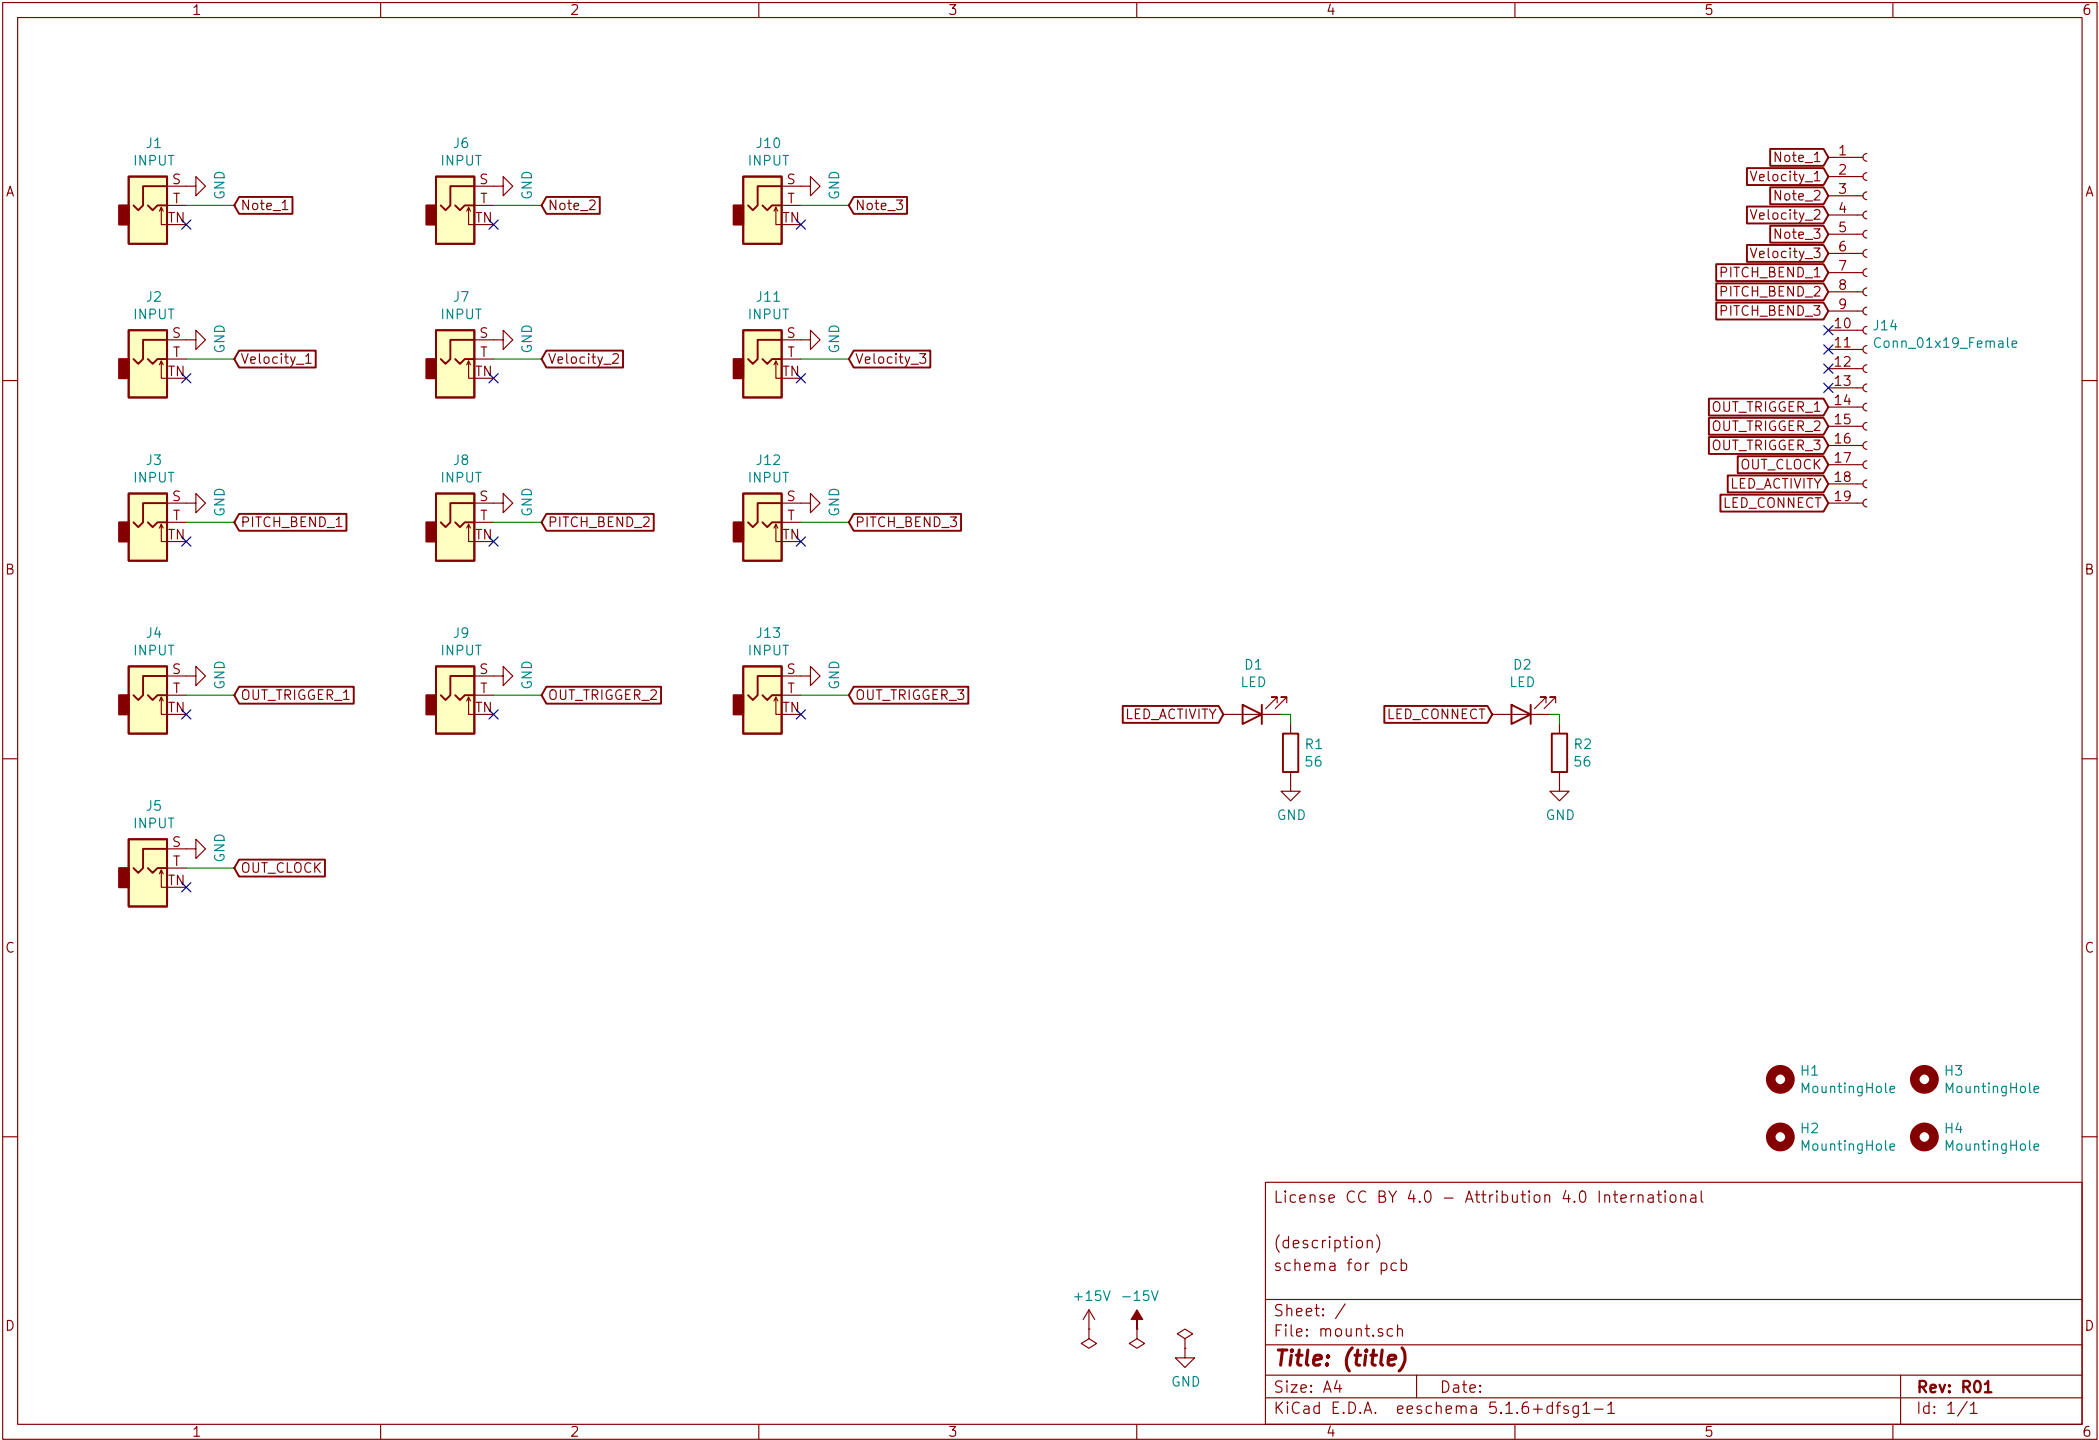 1 2 3 4 5 6
A
B
C
D
A
B
C
D
1 2 3 4 5 6
J1
INPUT
S
T
TN
GND
Note_1
J6
INPUT
S
T
TN
GND
Note_2
J10
INPUT
S
T
TN
GND
Note_3
J2
INPUT
S
T
TN
GND
Velocity_1
J7
INPUT
S
T
TN
GND
Velocity_2
J11
INPUT
S
T
TN
GND
Velocity_3
J3
INPUT
S
T
TN
GND
PITCH_BEND_1
J8
INPUT
S
T
TN
GND
PITCH_BEND_2
J12
INPUT
S
T
TN
GND
PITCH_BEND_3
J4
INPUT
S
T
TN
GND
OUT_TRIGGER_1
J9
INPUT
S
T
TN
GND
OUT_TRIGGER_2
J13
INPUT
S
T
TN
GND
OUT_TRIGGER_3
J5
INPUT
S
T
TN
GND
OUT_CLOCK
Note_1 1
Velocity_1 2
Note_2 3
Velocity_2 4
Note_3 5
Velocity_3 6
PITCH_BEND_1 7
PITCH_BEND_2 8
PITCH_BEND_3 9
10
11
12
13
OUT_TRIGGER_1 14
OUT_TRIGGER_2 15
OUT_TRIGGER_3 16
OUT_CLOCK 17
LED_ACTIVITY 18
LED_CONNECT 19
J14
Conn_01x19_Female
D1
LED
LED_ACTIVITY
R1
56
GND
D2
LED
LED_CONNECT
R2
56
GND
H1
MountingHole
H3
MountingHole
H2
MountingHole
H4
MountingHole
+15V
-15V
GND
License CC BY 4.0 - Attribution 4.0 International
(description)
schema for pcb
Sheet: /
File: mount.sch
Title: (title)
Size: A4 Date: Rev: R01
KiCad E.D.A. eeschema 5.1.6+dfsg1-1 Id: 1/1